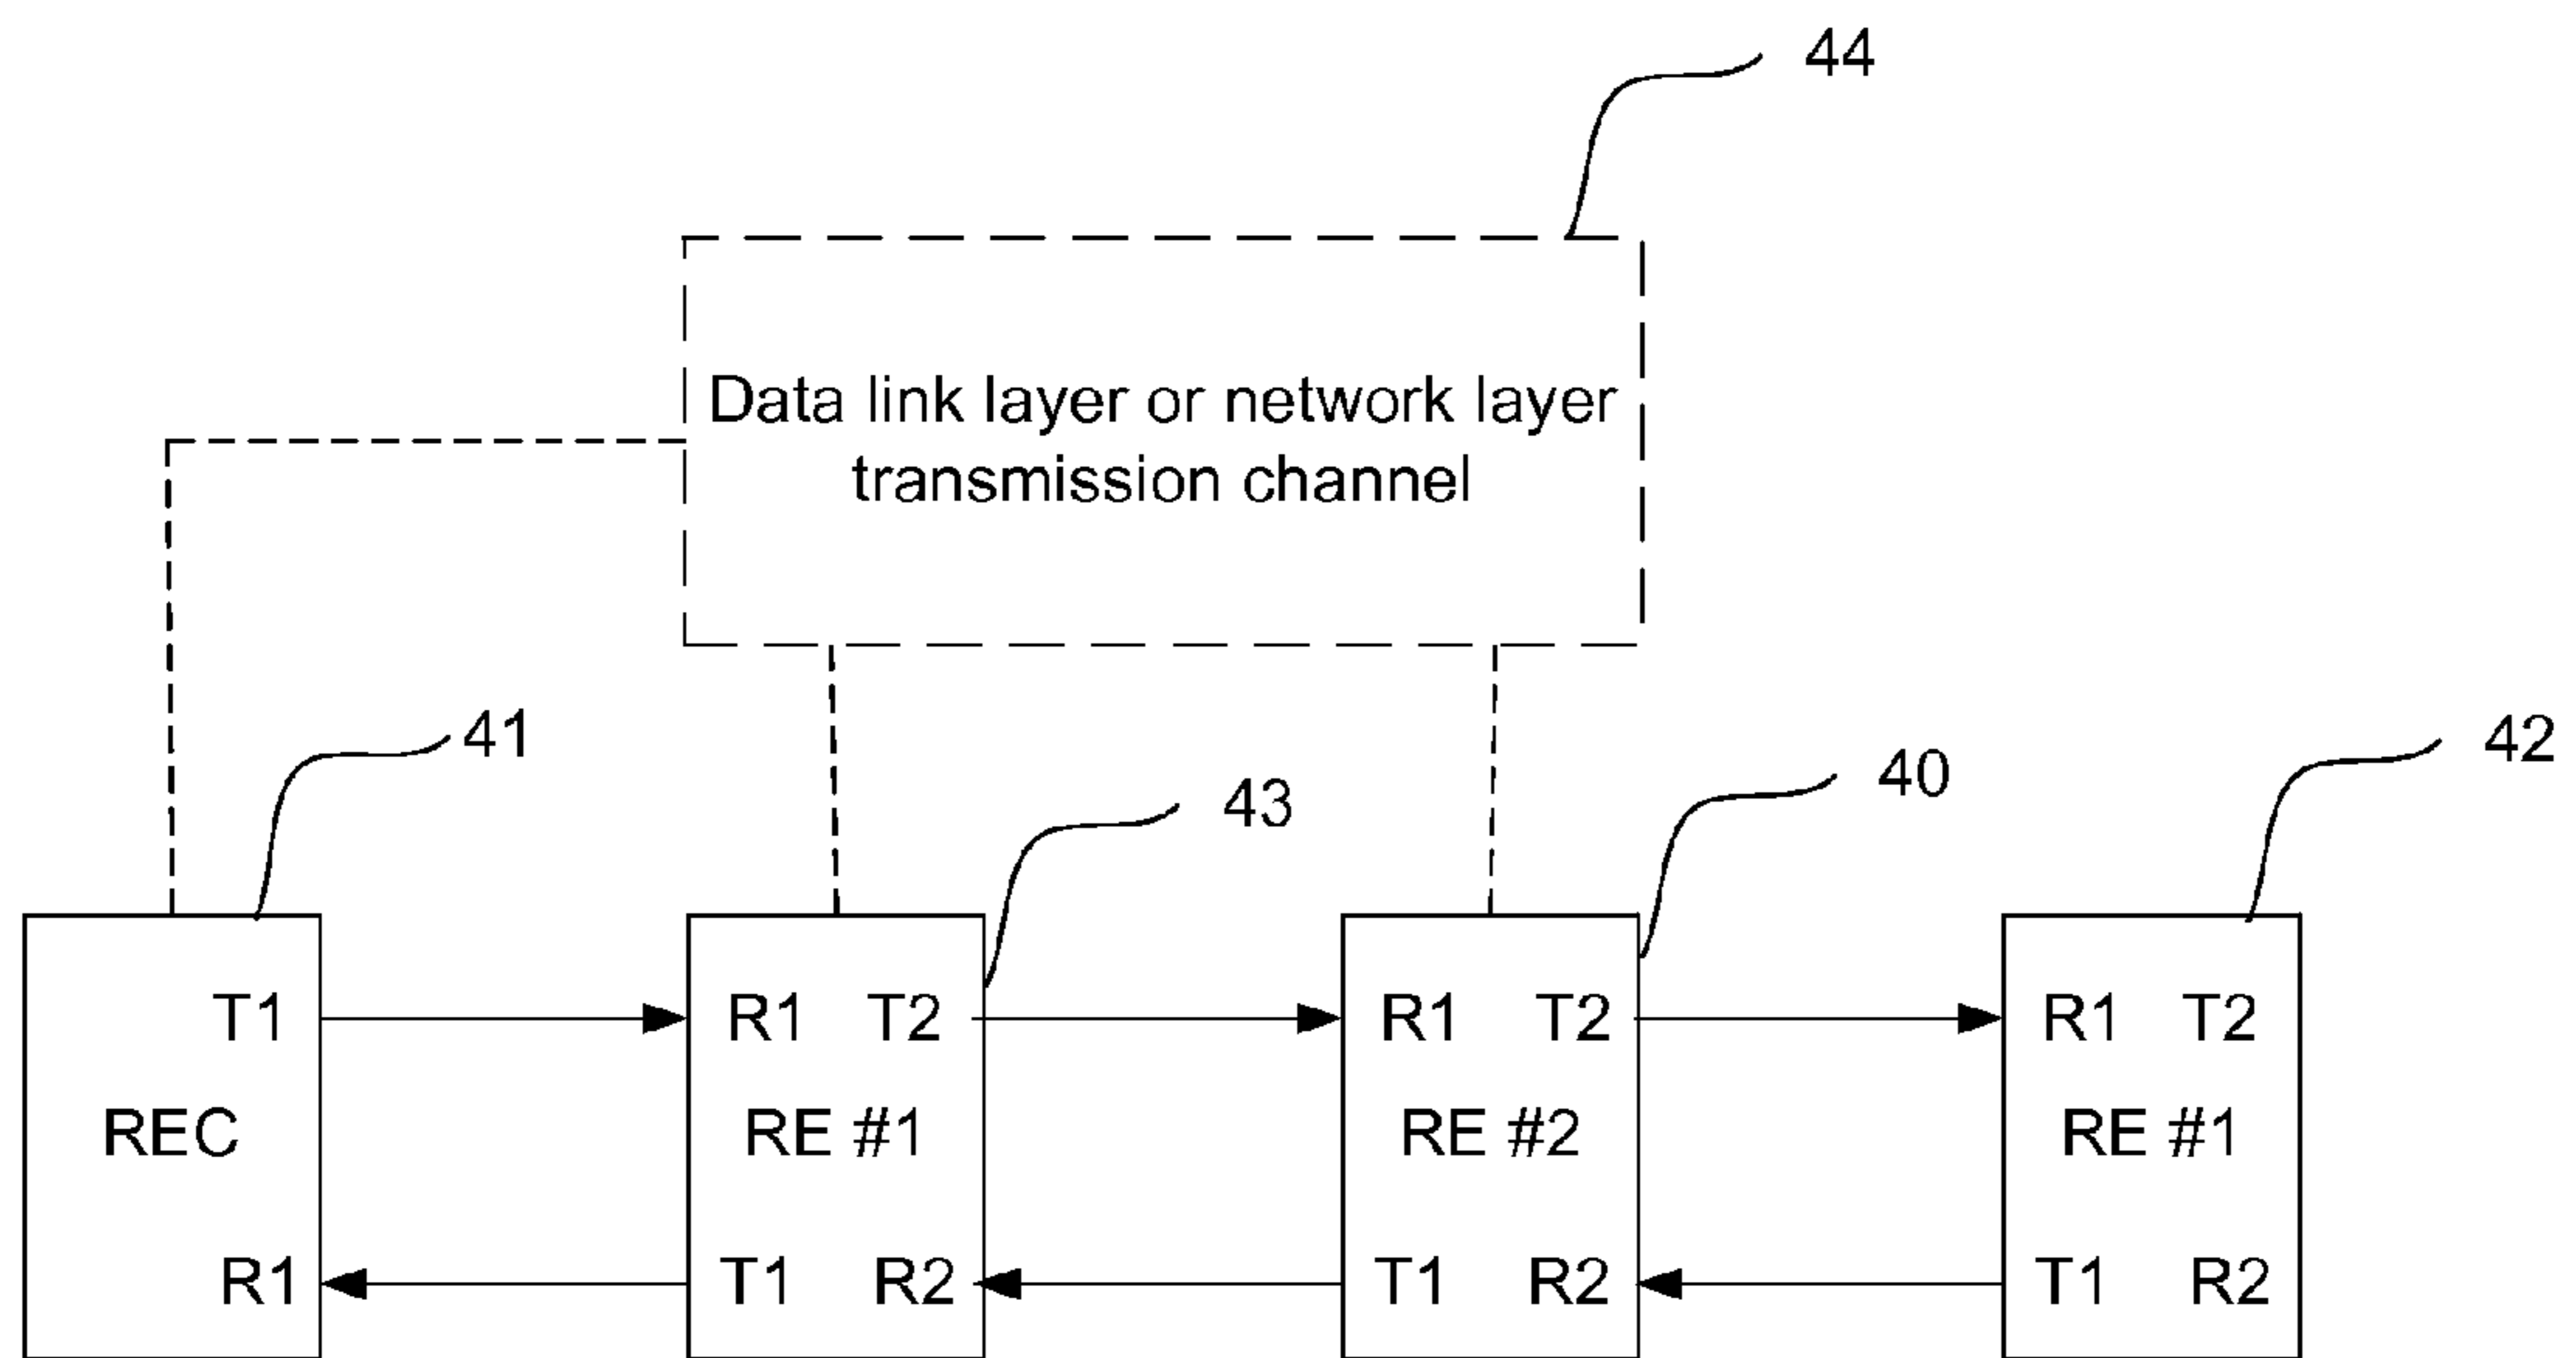 44
Data link layer or network layer
transmission channel
41
43
40
42
T1
R1 T2
R1 T2
R1 T2
REC
RE #1
RE #2
RE #1
R1
T1 R2
T1 R2
T1 R2